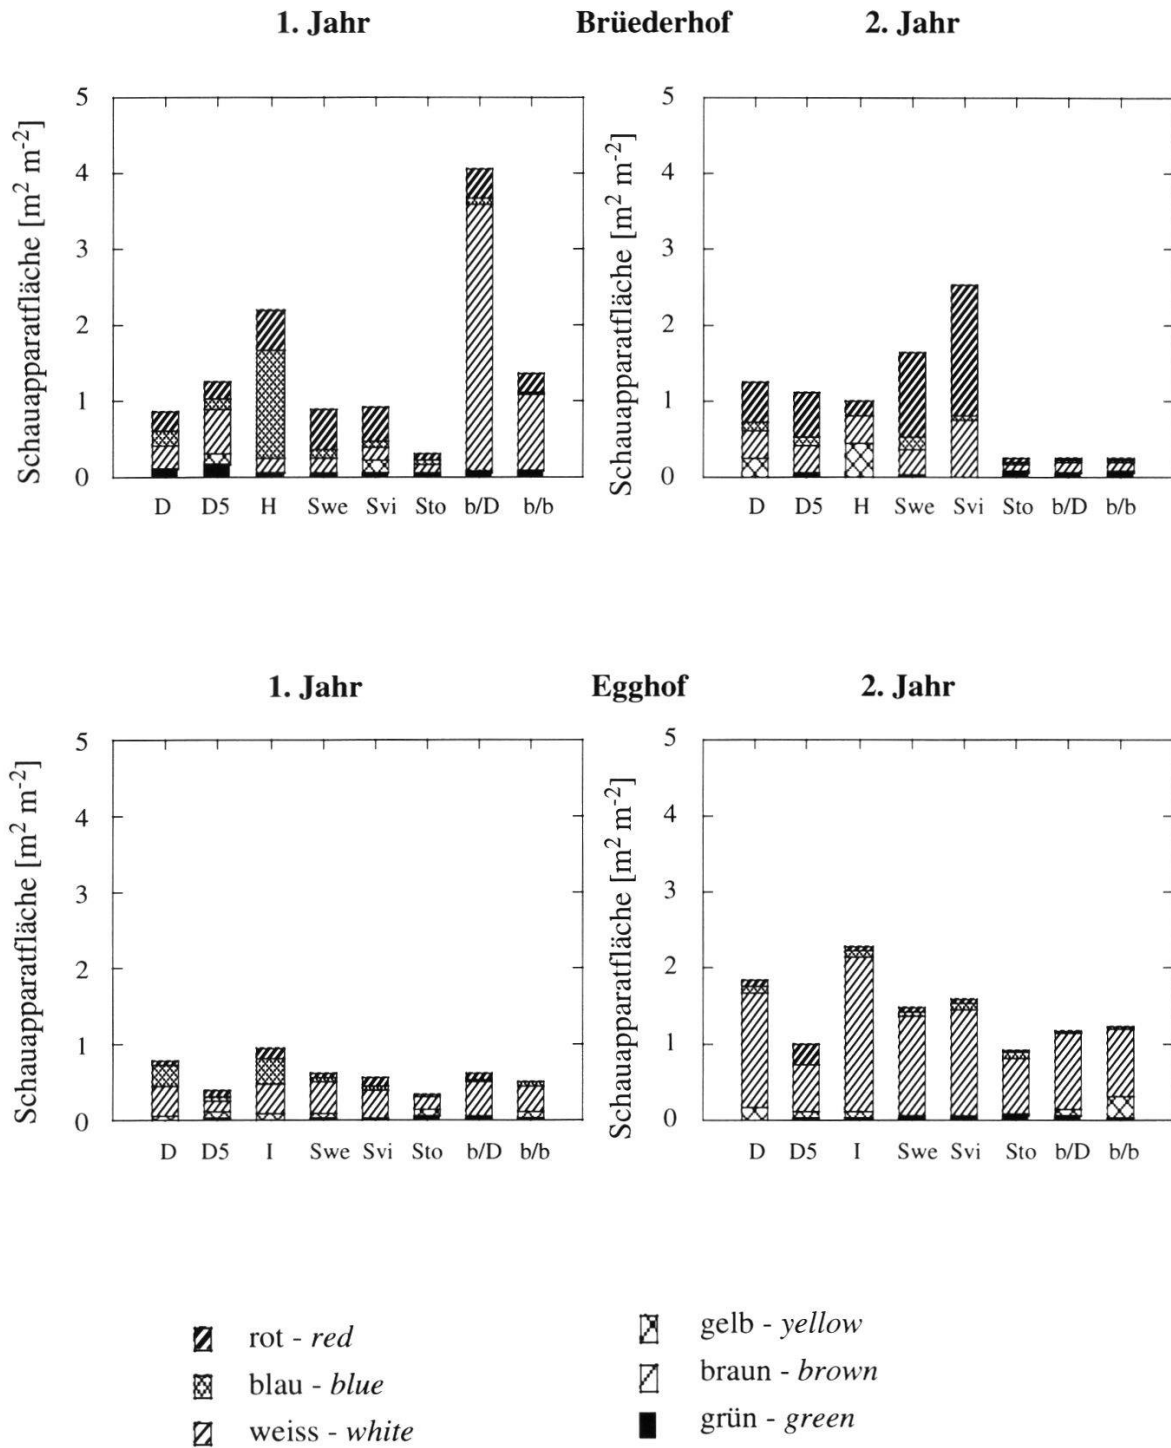 1. Jahr Brüederhof 2. Jahr
Schauapparatfläche [m² m⁻²]
5
4
3
2
1
0
D D5 H Swe Svi Sto b/D b/b
Schauapparatfläche [m² m⁻²]
5
4
3
2
1
0
D D5 H Swe Svi Sto b/D b/b
1. Jahr Egghof 2. Jahr
Schauapparatfläche [m² m⁻²]
5
4
3
2
1
0
D D5 I Swe Svi Sto b/D b/b
Schauapparatfläche [m² m⁻²]
5
4
3
2
1
0
D D5 I Swe Svi Sto b/D b/b
rot - red
blau - blue
weiss - white
gelb - yellow
braun - brown
grün - green